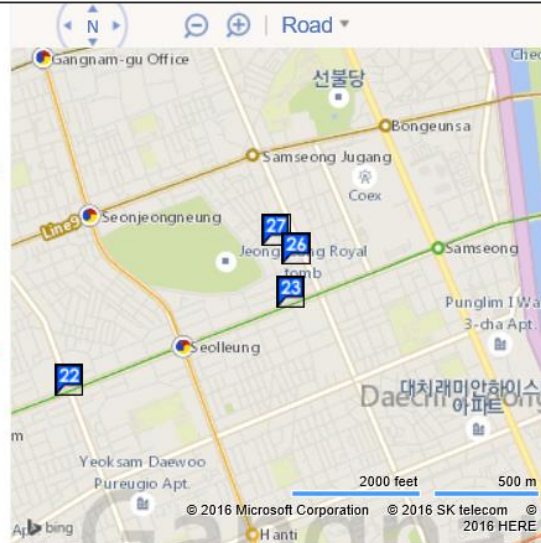 N
Road
Gangnam-gu Office
선불당
Bongeunsa
Samseong Jugang
Coex
Line9
Seonjeongneung
27
26
Royal
tomb
Samseong
23
Punglim I Wa
3-cha Apt.
Seolleung
22
대치래미안하이스
아파트
m
Yeoksam Daewoo
Pureugio Apt.
2000 feet
500 m
© 2016 Microsoft Corporation
© 2016 SK telecom
©
2016 HERE
bing
Hanti